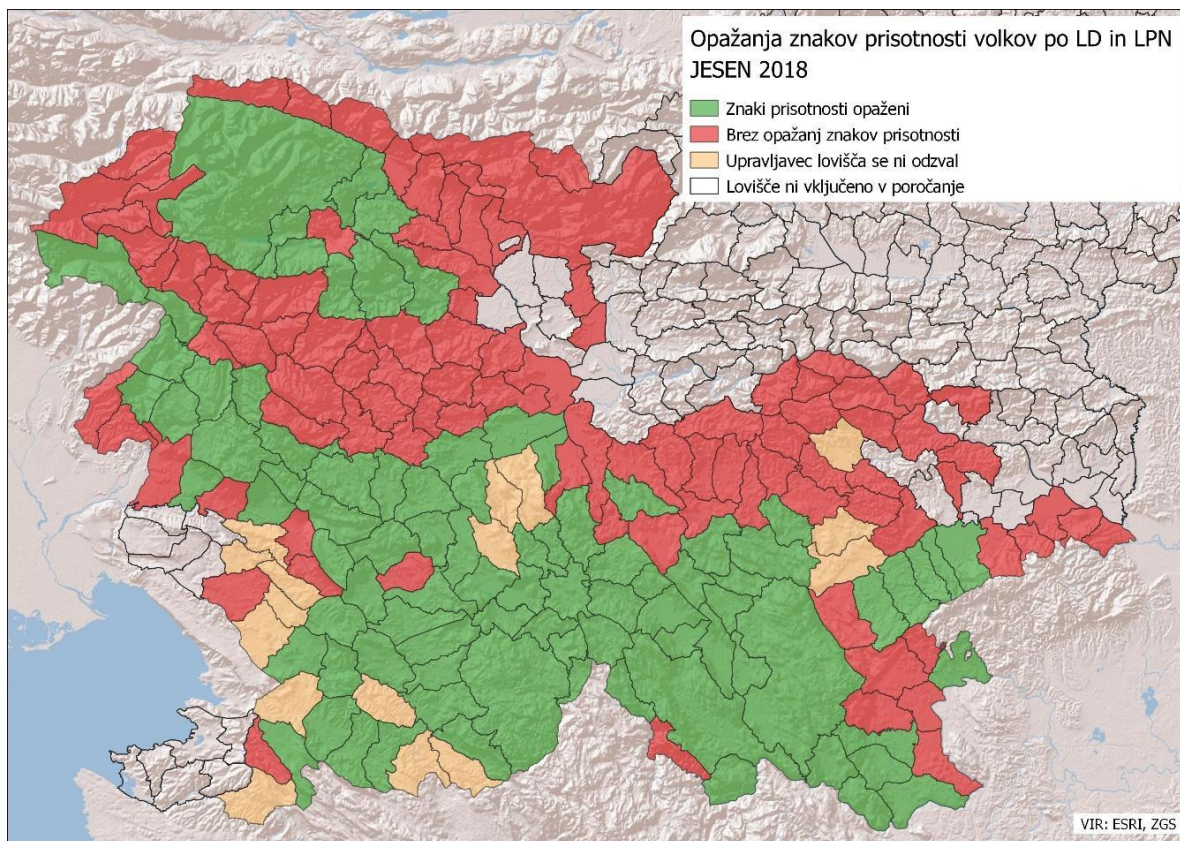 Opažanja znakov prisotnosti volkov po LD in LPN
JESEN 2018
Znaki prisotnosti opaženi
Brez opažanj znakov prisotnosti
Upravljavec lovišča se ni odzval
Lovišče ni vključeno v poročanje
VIR: ESRI, ZGS